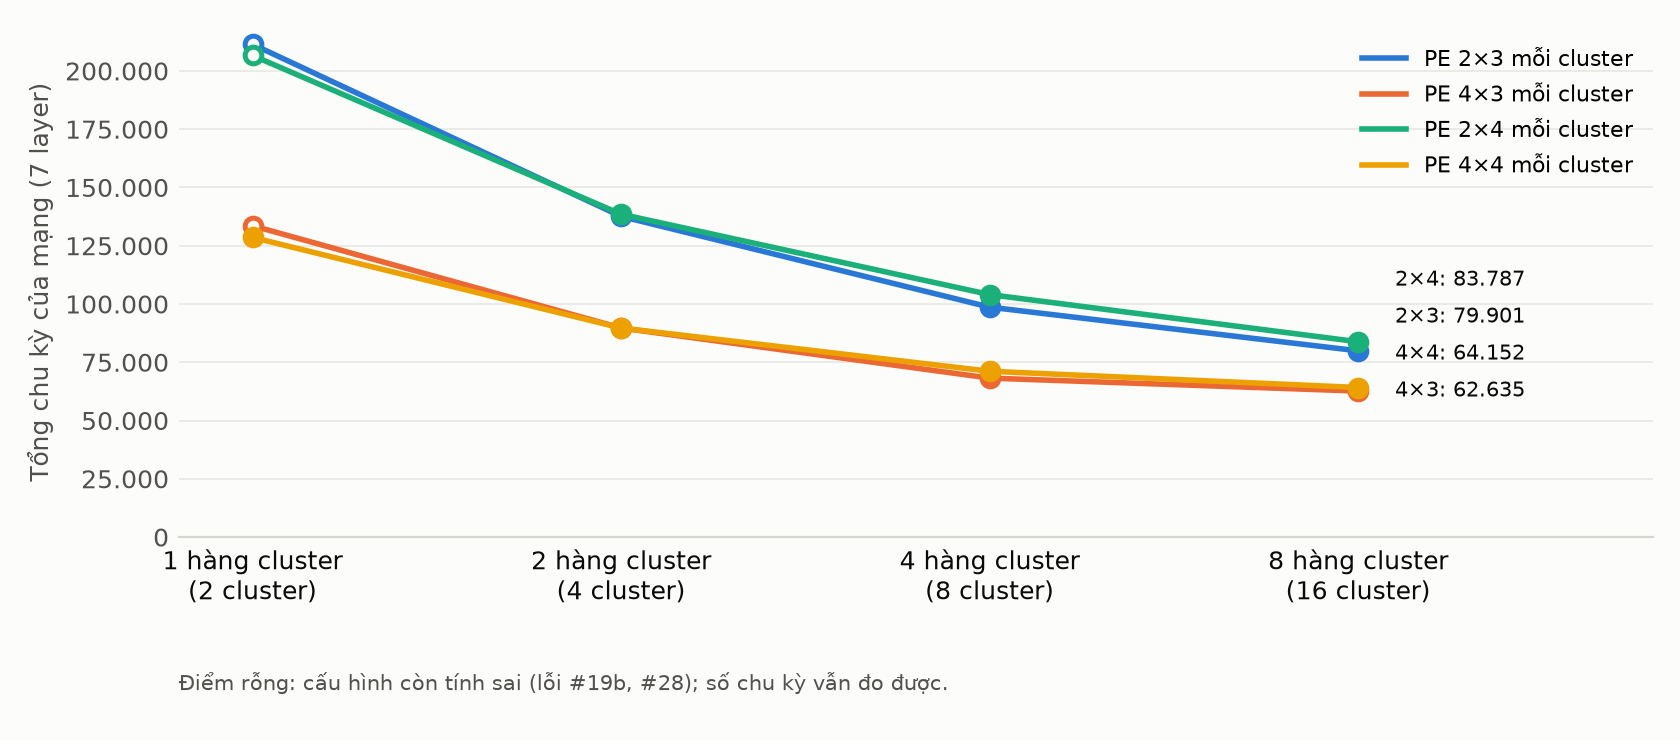 Tổng chu kỳ của mạng (7 layer)
200.000
175.000
150.000
125.000
100.000
75.000
50.000
25.000
0
PE 2×3 mỗi cluster
PE 4×3 mỗi cluster
PE 2×4 mỗi cluster
PE 4×4 mỗi cluster
2×4: 83.787
2×3: 79.901
4×4: 64.152
4×3: 62.635
1 hàng cluster
(2 cluster)
2 hàng cluster
(4 cluster)
4 hàng cluster
(8 cluster)
8 hàng cluster
(16 cluster)
Điểm rỗng: cấu hình còn tính sai (lỗi #19b, #28); số chu kỳ vẫn đo được.